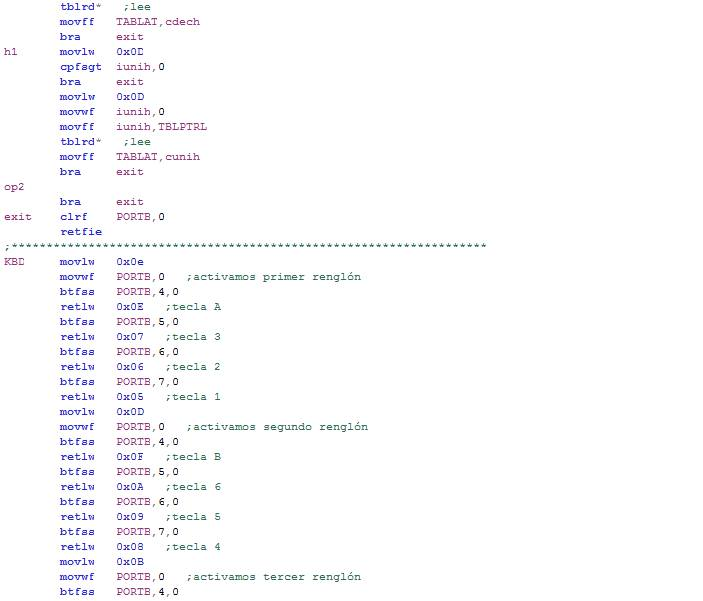 tblrd* ;lee
movff TABLAT,cdech
bra exit
h1 movlw 0x0D
cpfsgt iunih,0
bra exit
movlw 0x0D
movwf iunih,0
movff iunih,TBLPTRL
tblrd* ;lee
movff TABLAT,cunih
bra exit
op2
bra exit
exit clrf PORTB,0
retfie
;********************************************************************
KBD movlw 0x0e
movwf PORTB,0 ;activamos primer renglón
btfss PORTB,4,0
retlw 0x0E ;tecla A
btfss PORTB,5,0
retlw 0x07 ;tecla 3
btfss PORTB,6,0
retlw 0x06 ;tecla 2
btfss PORTB,7,0
retlw 0x05 ;tecla 1
movlw 0x0D
movwf PORTB,0 ;activamos segundo renglón
btfss PORTB,4,0
retlw 0x0F ;tecla B
btfss PORTB,5,0
retlw 0x0A ;tecla 6
btfss PORTB,6,0
retlw 0x09 ;tecla 5
btfss PORTB,7,0
retlw 0x08 ;tecla 4
movlw 0x0B
movwf PORTB,0 ;activamos tercer renglón
btfss PORTB,4,0